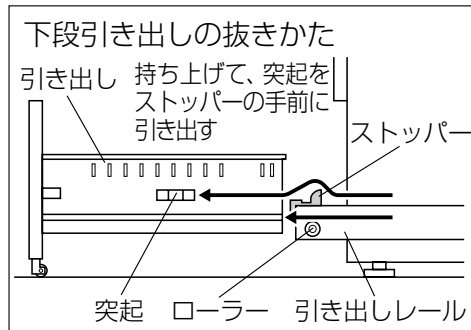 下段引き出しの抜きかた
引き出し
持ち上げて、突起を
ストッパーの手前に
引き出す
ストッパー
突起
ローラー
引き出しレール